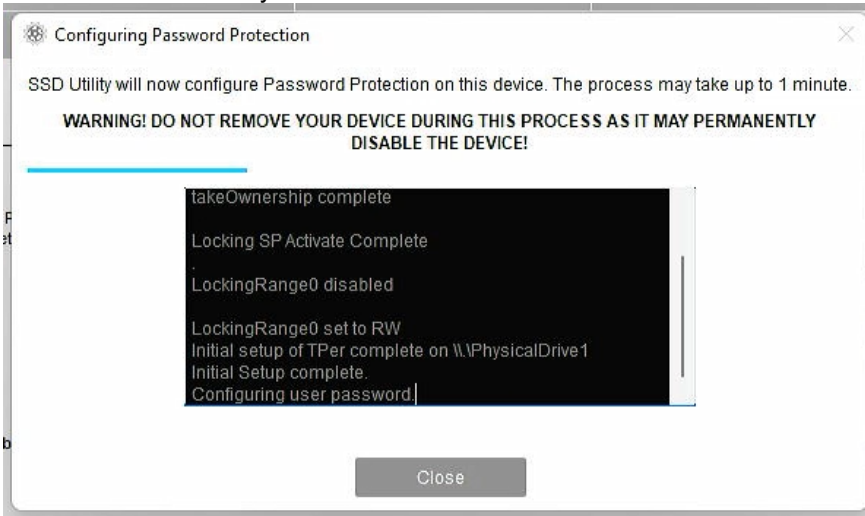 Configuring Password Protection
SSD Utility will now configure Password Protection on this device. The process may take up to 1 minute.
WARNING! DO NOT REMOVE YOUR DEVICE DURING THIS PROCESS AS IT MAY PERMANENTLY
DISABLE THE DEVICE!
takeOwnership complete
Locking SP Activate Complete
.
LockingRange0 disabled
LockingRange0 set to RW
Initial setup of TPer complete on \\.\PhysicalDrive1
Initial Setup complete.
Configuring user password.
Close